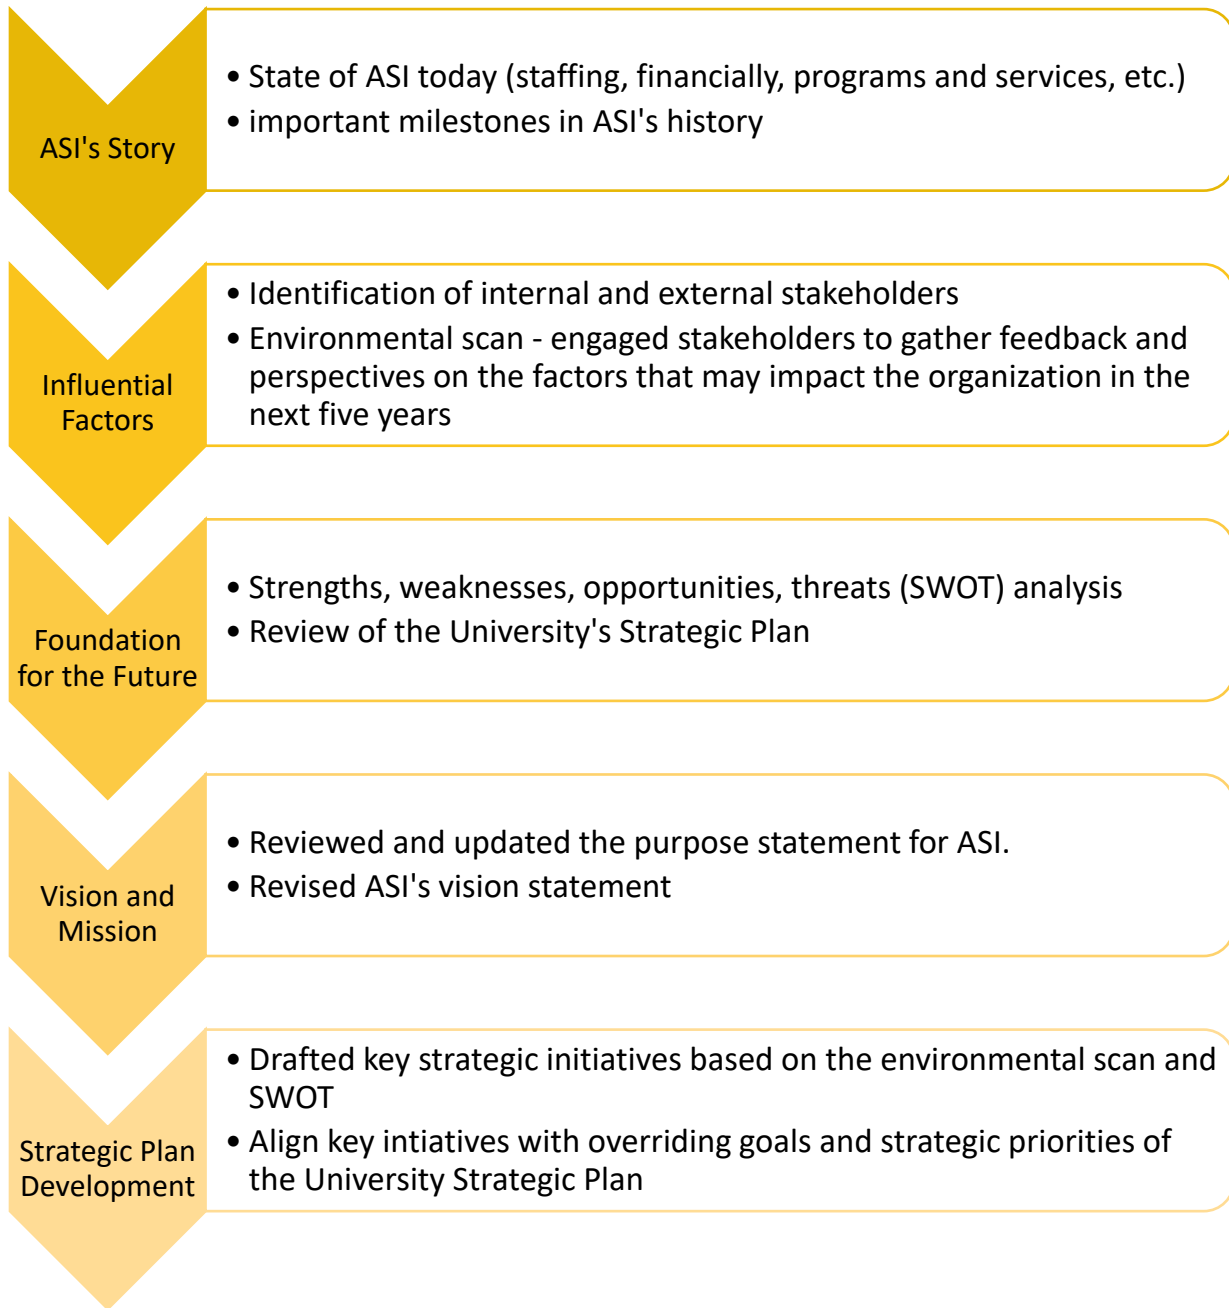 ASI's Story
• State of ASI today (staffing, financially, programs and services, etc.)
• important milestones in ASI's history
Influential
Factors
• Identification of internal and external stakeholders
• Environmental scan - engaged stakeholders to gather feedback and
perspectives on the factors that may impact the organization in the
next five years
Foundation
for the Future
• Strengths, weaknesses, opportunities, threats (SWOT) analysis
• Review of the University's Strategic Plan
Vision and
Mission
• Reviewed and updated the purpose statement for ASI.
• Revised ASI's vision statement
Strategic Plan
Development
• Drafted key strategic initiatives based on the environmental scan and
SWOT
• Align key intiatives with overriding goals and strategic priorities of
the University Strategic Plan